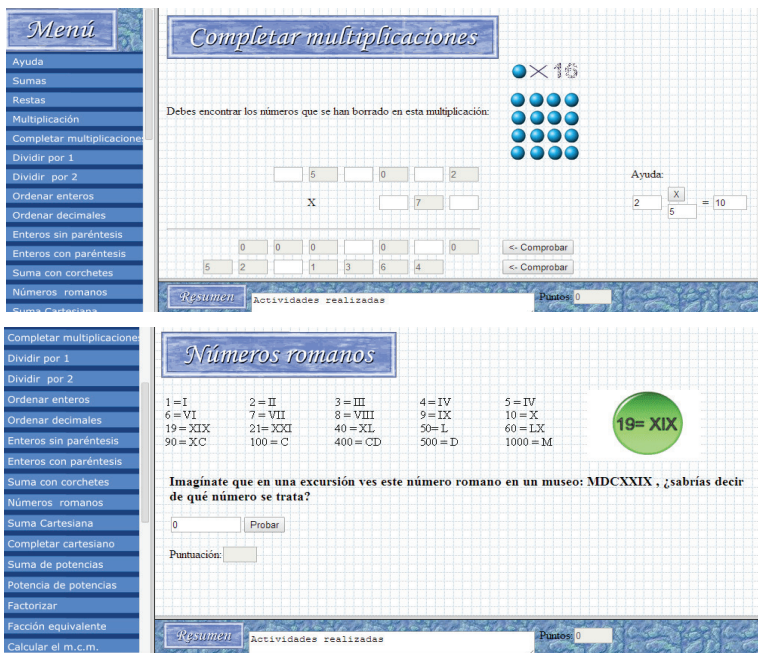 Menú
Ayuda
Sumas
Restas
Multiplicación
Completar multiplicaciones
Dividir por 1
Dividir por 2
Ordenar enteros
Ordenar decimales
Enteros sin paréntesis
Enteros con paréntesis
Suma con corchetes
Números romanos
Suma Cartesiana
Completar multiplicaciones
Debes encontrar los números que se han borrado en esta multiplicación:
5 0 2
X 7
0 0 0 0 0 <- Comprobar
5 2 1 3 6 4 <- Comprobar
Ayuda:
2 X 5 = 10
Resumen Actividades realizadas Puntos: 0
Completar multiplicaciones
Dividir por 1
Dividir por 2
Ordenar enteros
Ordenar decimales
Enteros sin paréntesis
Enteros con paréntesis
Suma con corchetes
Números romanos
Suma Cartesiana
Completar cartesiano
Suma de potencias
Potencia de potencias
Factorizar
Facción equivalente
Calcular el m.c.m.
Números romanos
1 = I 2 = II 3 = III 4 = IV 5 = IV
6 = VI 7 = VII 8 = VIII 9 = IX 10 = X
19 = XIX 21= XXI 40 = XL 50= L 60 = LX
90 = XC 100 = C 400 = CD 500 = D 1000 = M
19= XIX
Imagínate que en una excursión ves este número romano en un museo: MDCXXIX , ¿sabrías decir
de qué número se trata?
0 Probar
Puntuación:
Resumen Actividades realizadas Puntos: 0